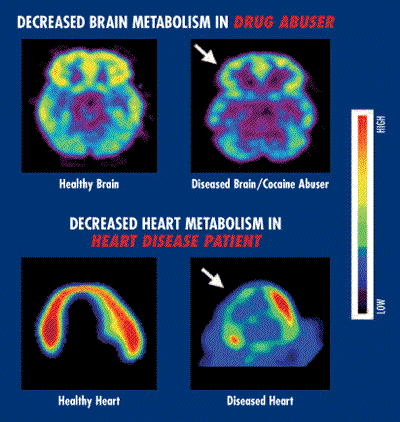 DECREASED BRAIN METABOLISM IN DRUG ABUSER
Healthy Brain
Diseased Brain/Cocaine Abuser
HIGH
LOW
DECREASED HEART METABOLISM IN
HEART DISEASE PATIENT
Healthy Heart
Diseased Heart